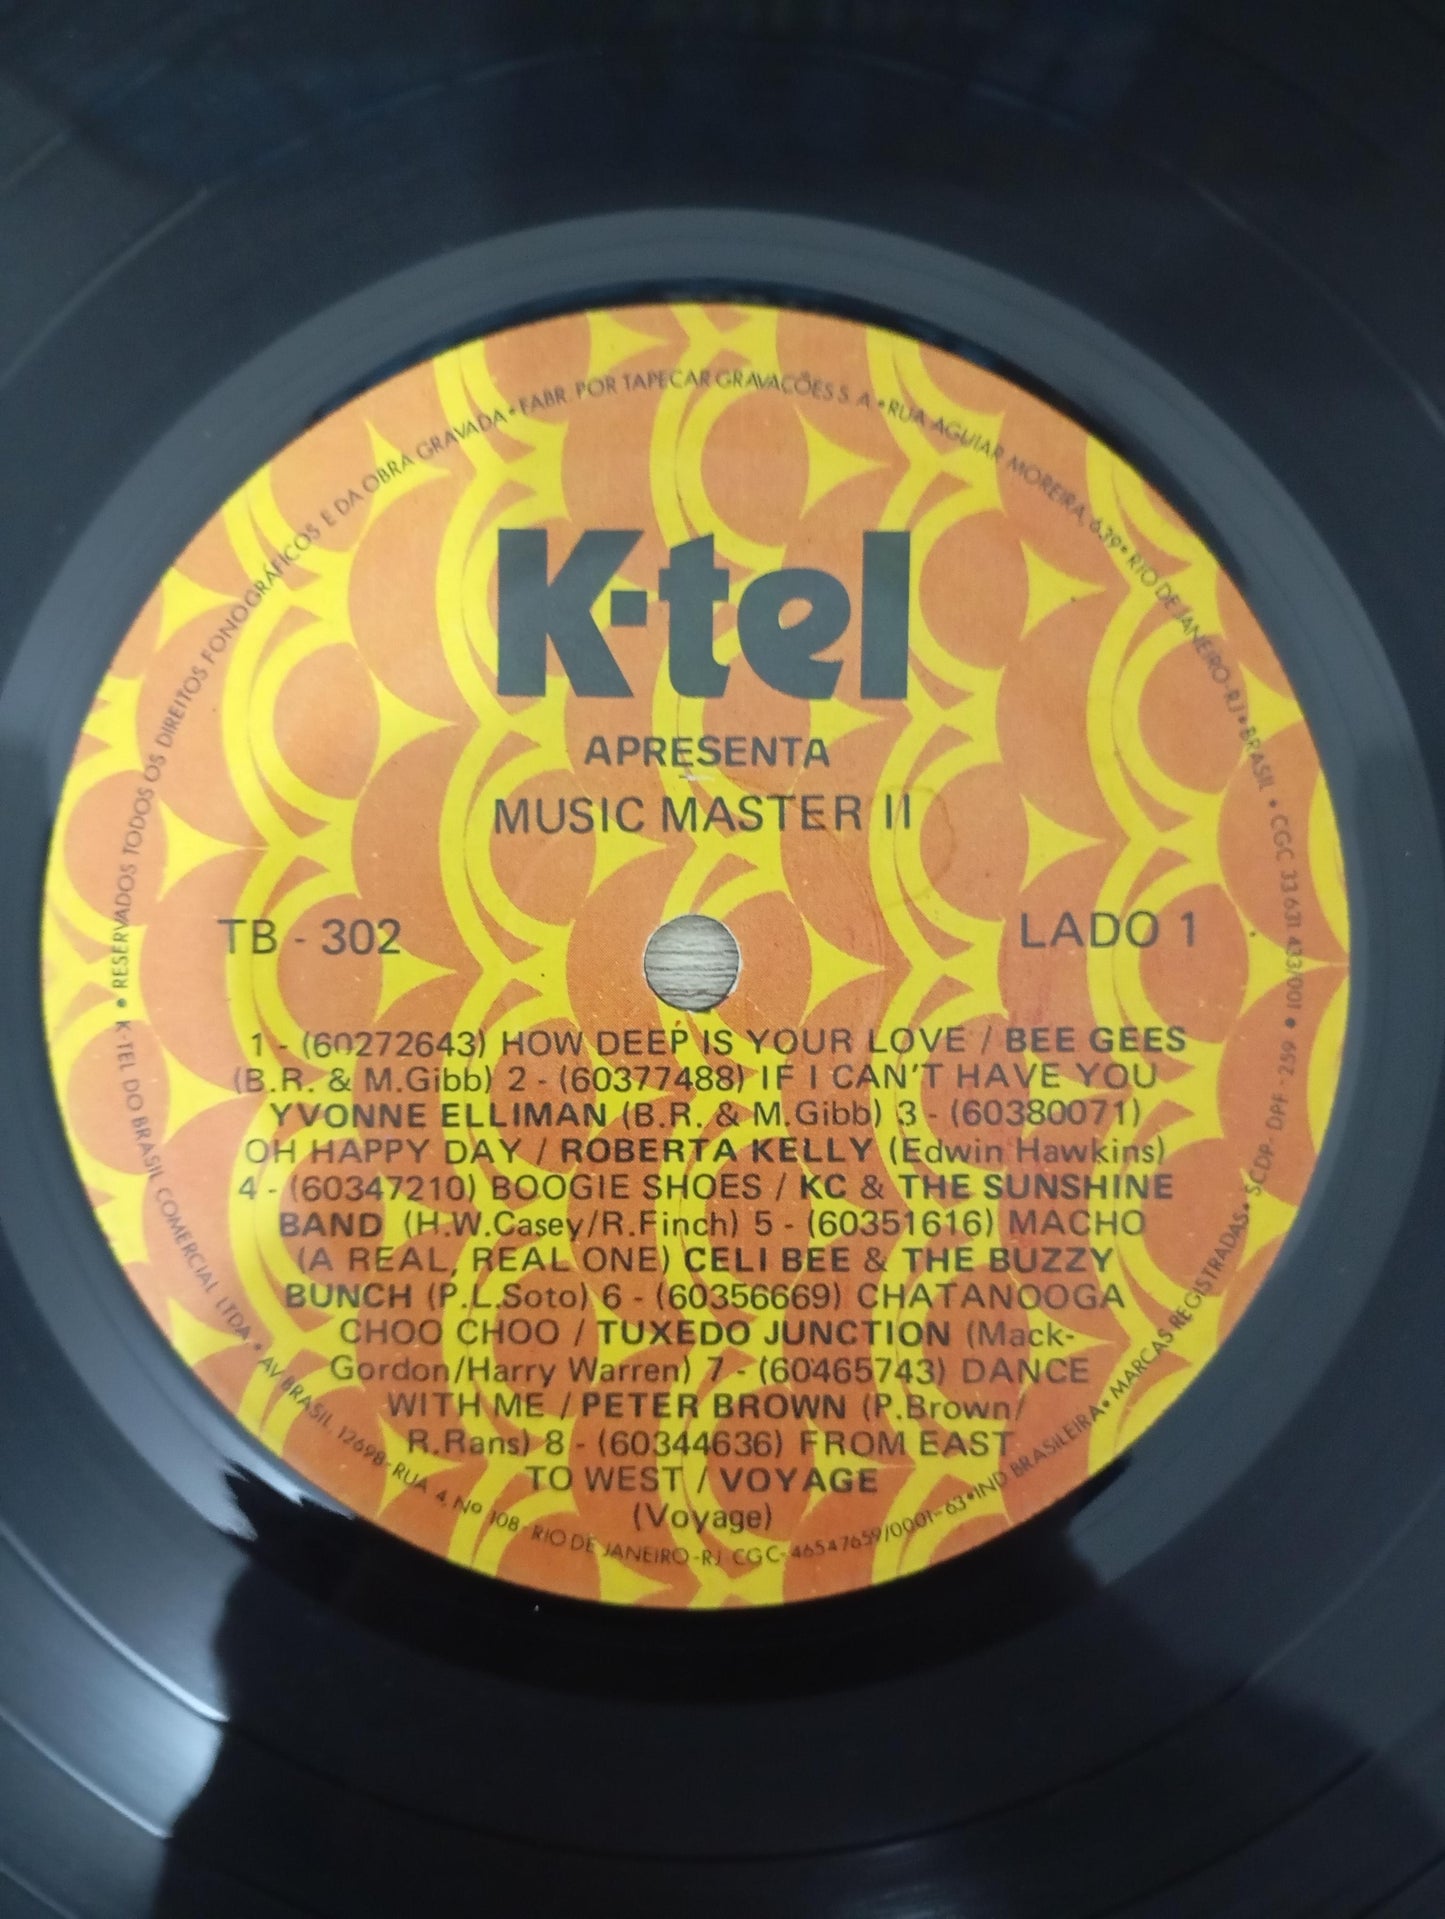 K·tel
APRESENTA
MUSIC MASTER II
TB - 302
LADO 1
1 - (60272643) HOW DEEP IS YOUR LOVE / BEE GEES
(B.R. & M.Gibb) 2 - (60377488) IF I CAN'T HAVE YOU
YVONNE ELLIMAN (B.R. & M.Gibb) 3 - (60380071)
OH HAPPY DAY / ROBERTA KELLY (Edwin Hawkins)
4 - (60347210) BOOGIE SHOES / KC & THE SUNSHINE
BAND (H.W.Casey/R.Finch) 5 - (60351616) MACHO
(A REAL, REAL ONE) CELI BEE & THE BUZZY
BUNCH (P.L.Soto) 6 - (60356669) CHATANOOGA
CHOO CHOO / TUXEDO JUNCTION (Mack-
Gordon/Harry Warren) 7 - (60465743) DANCE
WITH ME / PETER BROWN (P.Brown/
R.Rans) 8 - (60344636) FROM EAST
TO WEST / VOYAGE
(Voyage)
• RESERVADOS TODOS OS DIREITOS FONOGRÁFICOS E DA OBRA GRAVADA • FABR. POR TAPECAR GRAVAÇÕES S.A. • RUA AGUIAR MOREIRA, 639 • RIO DE JANEIRO - RJ • BRASIL • CGC 33 631 433/001 • SCDP - DPF - 259
K-TEL DO BRASIL COMERCIAL LTDA. • AV BRASIL, 12698 - RUA 4, Nº 108 - RIO DE JANEIRO - RJ CGC - 46547659/0001-63 • IND BRASILEIRA • MARCAS REGISTRADAS •